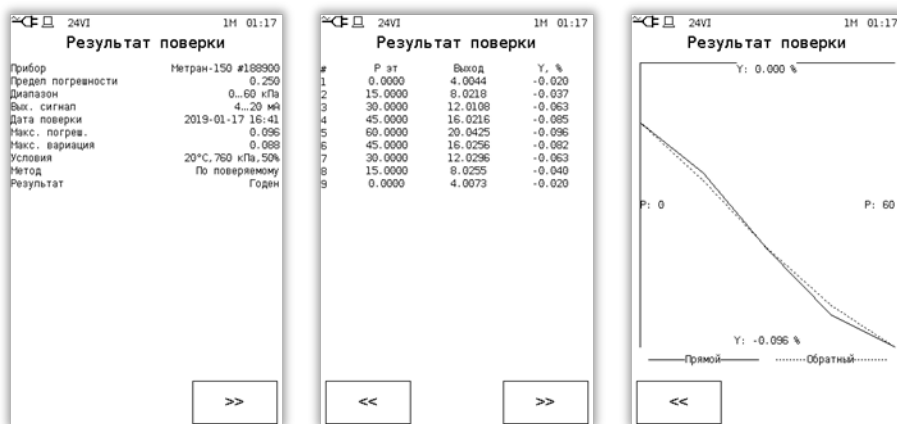 24VI 1M 01:17
Результат поверки
Прибор Метран-150 #188900
Предел погрешности 0.250
Диапазон 0...60 кПа
Вых. сигнал 4...20 мА
Дата поверки 2019-01-17 16:41
Макс. погреш. 0.096
Макс. вариация 0.088
Условия 20°C,760 кПа,50%
Метод По поверяемому
Результат Годен
>>
24VI 1M 01:17
Результат поверки
# P эт Выход Y, %
1 0.0000 4.0044 -0.020
2 15.0000 8.0218 -0.037
3 30.0000 12.0108 -0.063
4 45.0000 16.0216 -0.085
5 60.0000 20.0425 -0.096
6 45.0000 16.0256 -0.082
7 30.0000 12.0296 -0.063
8 15.0000 8.0255 -0.040
9 0.0000 4.0073 -0.020
<< >>
24VI 1M 01:17
Результат поверки
Y: 0.000 %
P: 0 P: 60
Y: -0.096 %
Прямой Обратный
<<